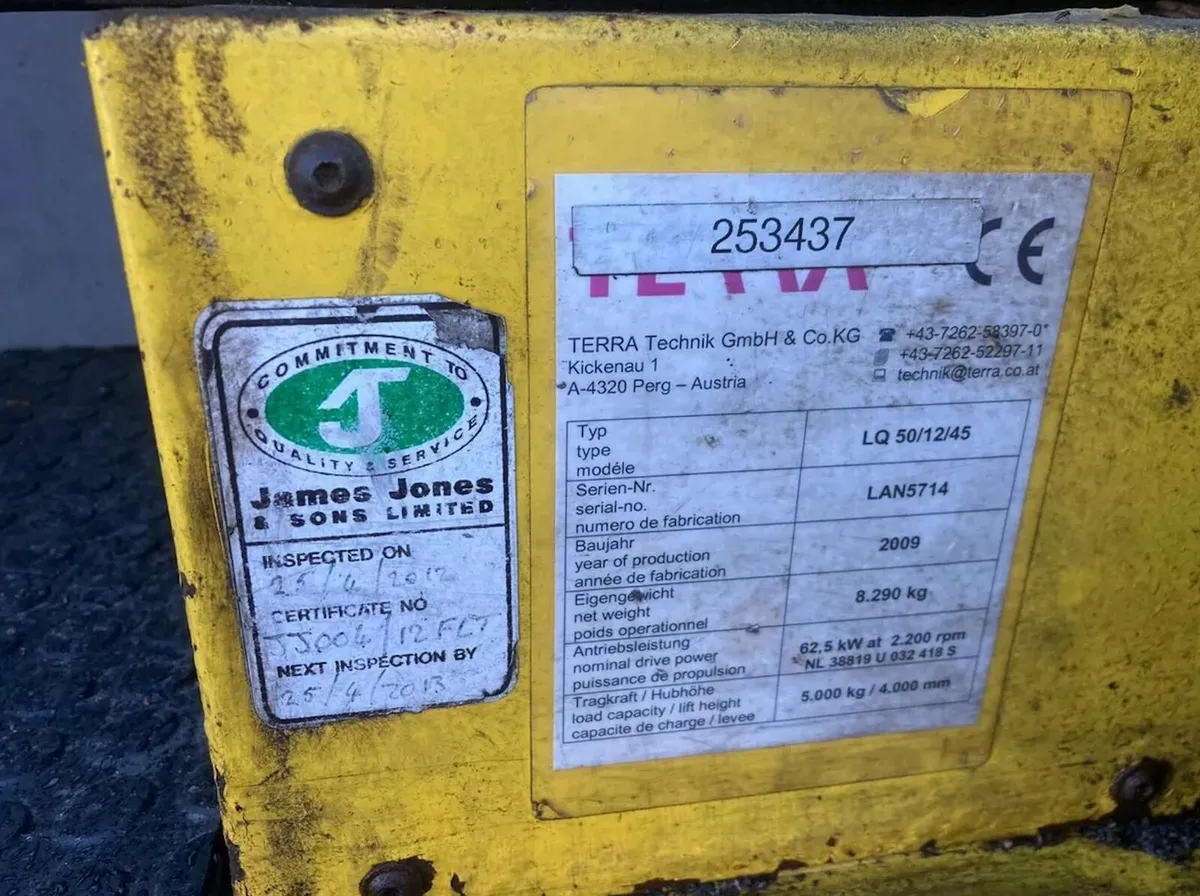 COMMITMENT TO
QUALITY & SERVICE
J
James Jones
& SONS LIMITED
INSPECTED ON
25/4/2012
CERTIFICATE NO
JJ004/12FLT
NEXT INSPECTION BY
25/4/2013
253437
TERRA
CE
TERRA Technik GmbH & Co.KG
Kickenau 1
A-4320 Perg – Austria
+43-7262-58397-0*
+43-7262-52297-11
technik@terra.co.at
Typ
type
modéle
LQ 50/12/45
Serien-Nr.
serial-no.
numero de fabrication
LAN5714
Baujahr
year of production
année de fabrication
2009
Eigengewicht
net weight
poids operationnel
8.290 kg
Antriebsleistung
nominal drive power
puissance de propulsion
62,5 kW at 2.200 rpm
NL 38819 U 032 418 S
Tragkraft / Hubhöhe
load capacity / lift height
capacite de charge / levee
5.000 kg / 4.000 mm